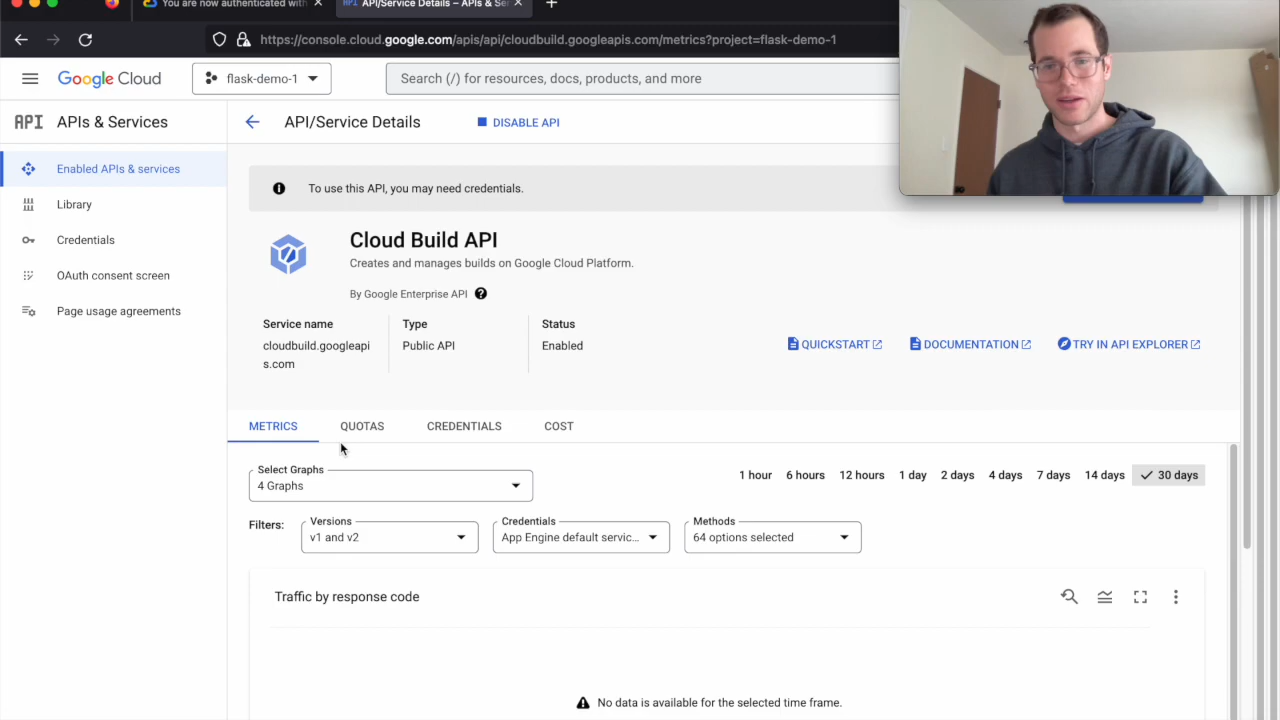 You are now authenticated with
API API/Service Details – APIs & Ser
https://console.cloud.google.com/apis/api/cloudbuild.googleapis.com/metrics?project=flask-demo-1
Google Cloud
flask-demo-1
Search (/) for resources, docs, products, and more
API APIs & Services
API/Service Details
DISABLE API
Enabled APIs & services
Library
Credentials
OAuth consent screen
Page usage agreements
To use this API, you may need credentials.
Cloud Build API
Creates and manages builds on Google Cloud Platform.
By Google Enterprise API
Service name
cloudbuild.googleapi
s.com
Type
Public API
Status
Enabled
QUICKSTART
DOCUMENTATION
TRY IN API EXPLORER
METRICS
QUOTAS
CREDENTIALS
COST
Select Graphs
4 Graphs
1 hour
6 hours
12 hours
1 day
2 days
4 days
7 days
14 days
30 days
Filters:
Versions
v1 and v2
Credentials
App Engine default servic...
Methods
64 options selected
Traffic by response code
No data is available for the selected time frame.